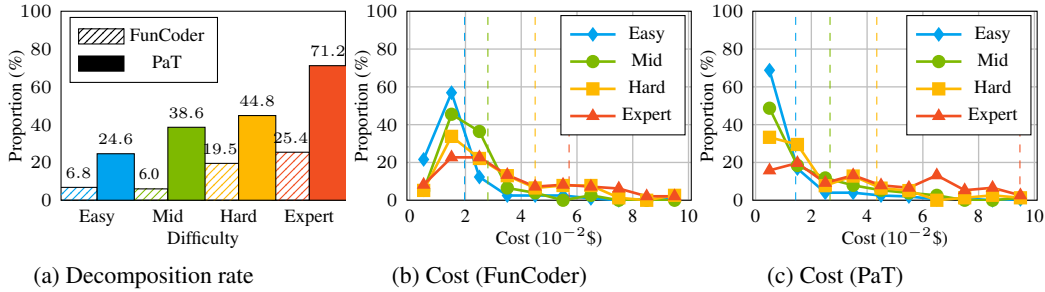 100
80
60
40
20
0
Proportion (%)
FunCoder
PaT
6.8
24.6
6.0
38.6
19.5
44.8
25.4
71.2
Easy
Mid
Hard
Expert
Difficulty
(a) Decomposition rate
100
80
60
40
20
0
Proportion (%)
Easy
Mid
Hard
Expert
0
2
4
6
8
10
Cost (10⁻²$)
(b) Cost (FunCoder)
100
80
60
40
20
0
Proportion (%)
Easy
Mid
Hard
Expert
0
2
4
6
8
10
Cost (10⁻²$)
(c) Cost (PaT)